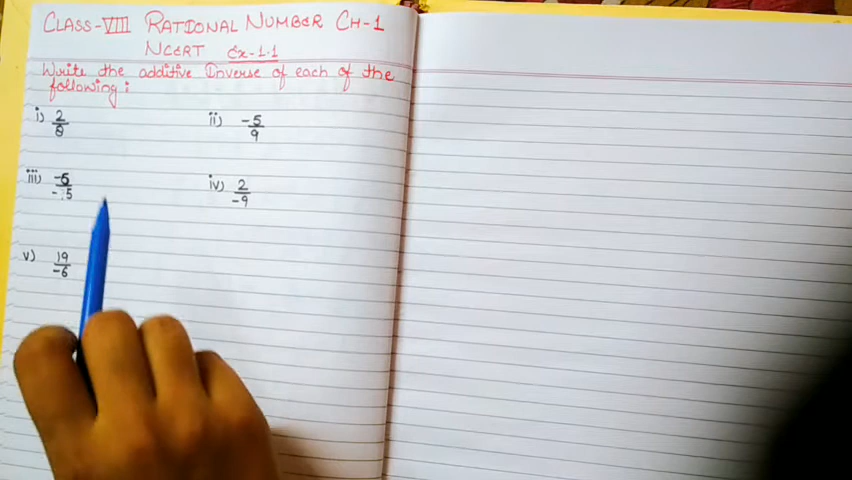 CLASS-VIII RATIONAL NUMBER CH-1
NCERT Ex-1.1
Write the additive Inverse of each of the
following:
i) 2/8 ii) -5/9
iii) -6/-5 iv) 2/-9
v) 19/-6